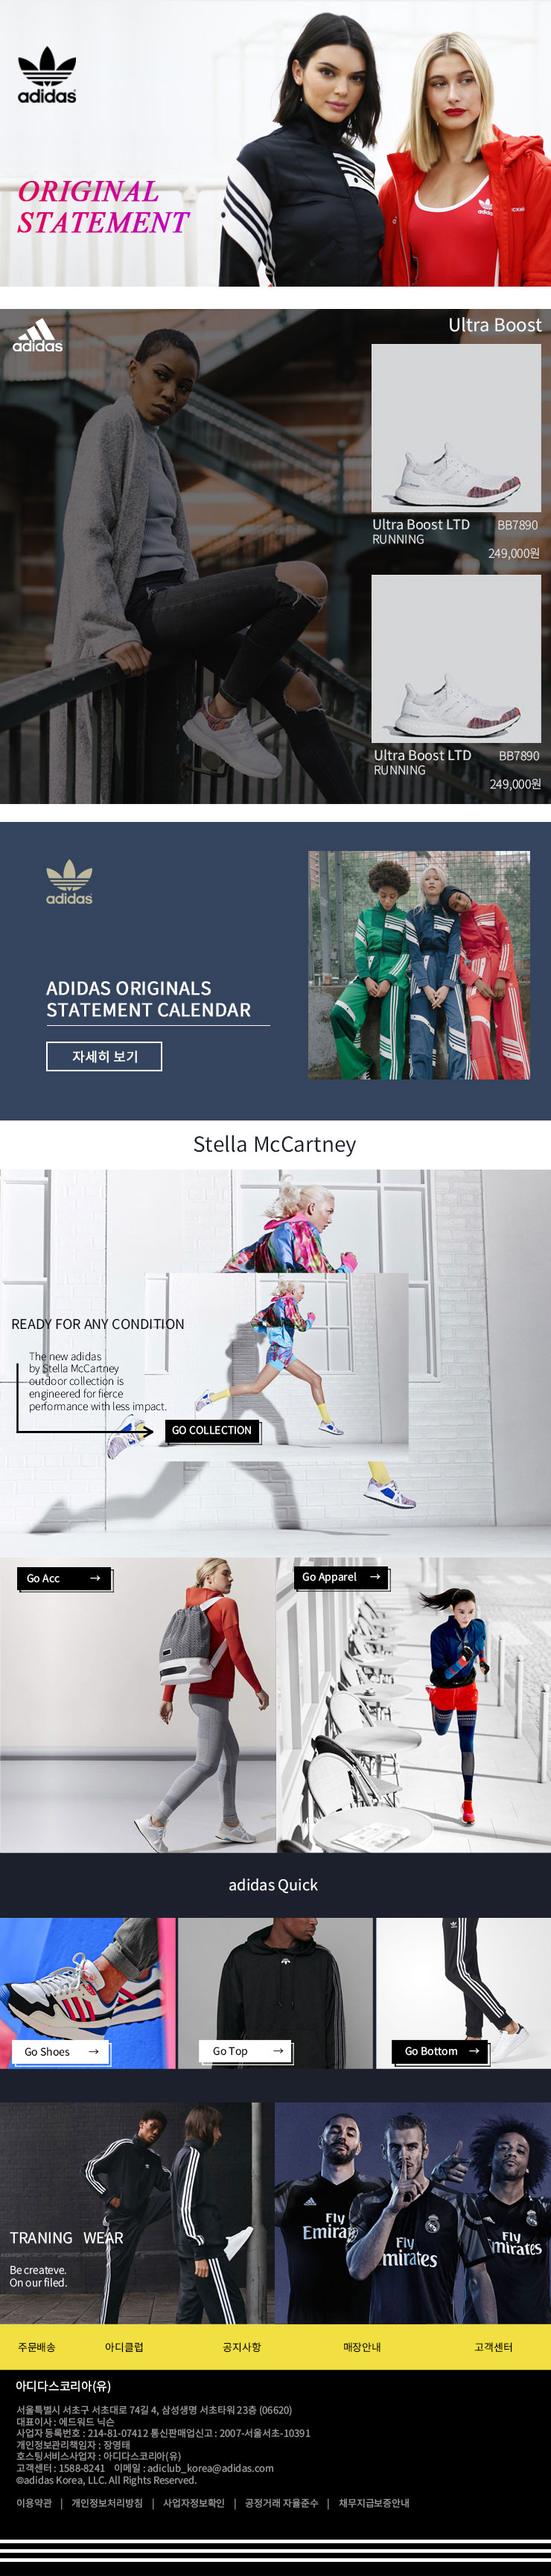 adidas
ORIGINAL
STATEMENT
adidas
Ultra Boost
Ultra Boost LTD BB7890
RUNNING
249,000원
Ultra Boost LTD BB7890
RUNNING
249,000원
adidas
ADIDAS ORIGINALS
STATEMENT CALENDAR
자세히 보기
Stella McCartney
READY FOR ANY CONDITION
The new adidas
by Stella McCartney
outdoor collection is
engineered for fierce
performance with less impact.
GO COLLECTION
Go Acc →
Go Apparel →
adidas Quick
Go Shoes →
Go Top →
Go Bottom →
TRANING WEAR
Be createve.
On our filed.
Fly
Emirates
Fly
Emirates
Fly
Emirates
주문배송 아디클럽 공지사항 매장안내 고객센터
아디다스코리아(유)
서울특별시 서초구 서초대로 74길 4, 삼성생명 서초타워 23층 (06620)
대표이사 : 에드워드 닉슨
사업자 등록번호 : 214-81-07412 통신판매업신고 : 2007-서울서초-10391
개인정보관리책임자 : 장영태
호스팅서비스사업자 : 아디다스코리아(유)
고객센터 : 1588-8241 이메일 : adiclub_korea@adidas.com
©adidas Korea, LLC. All Rights Reserved.
이용약관 | 개인정보처리방침 | 사업자정보확인 | 공정거래 자율준수 | 채무지급보증안내